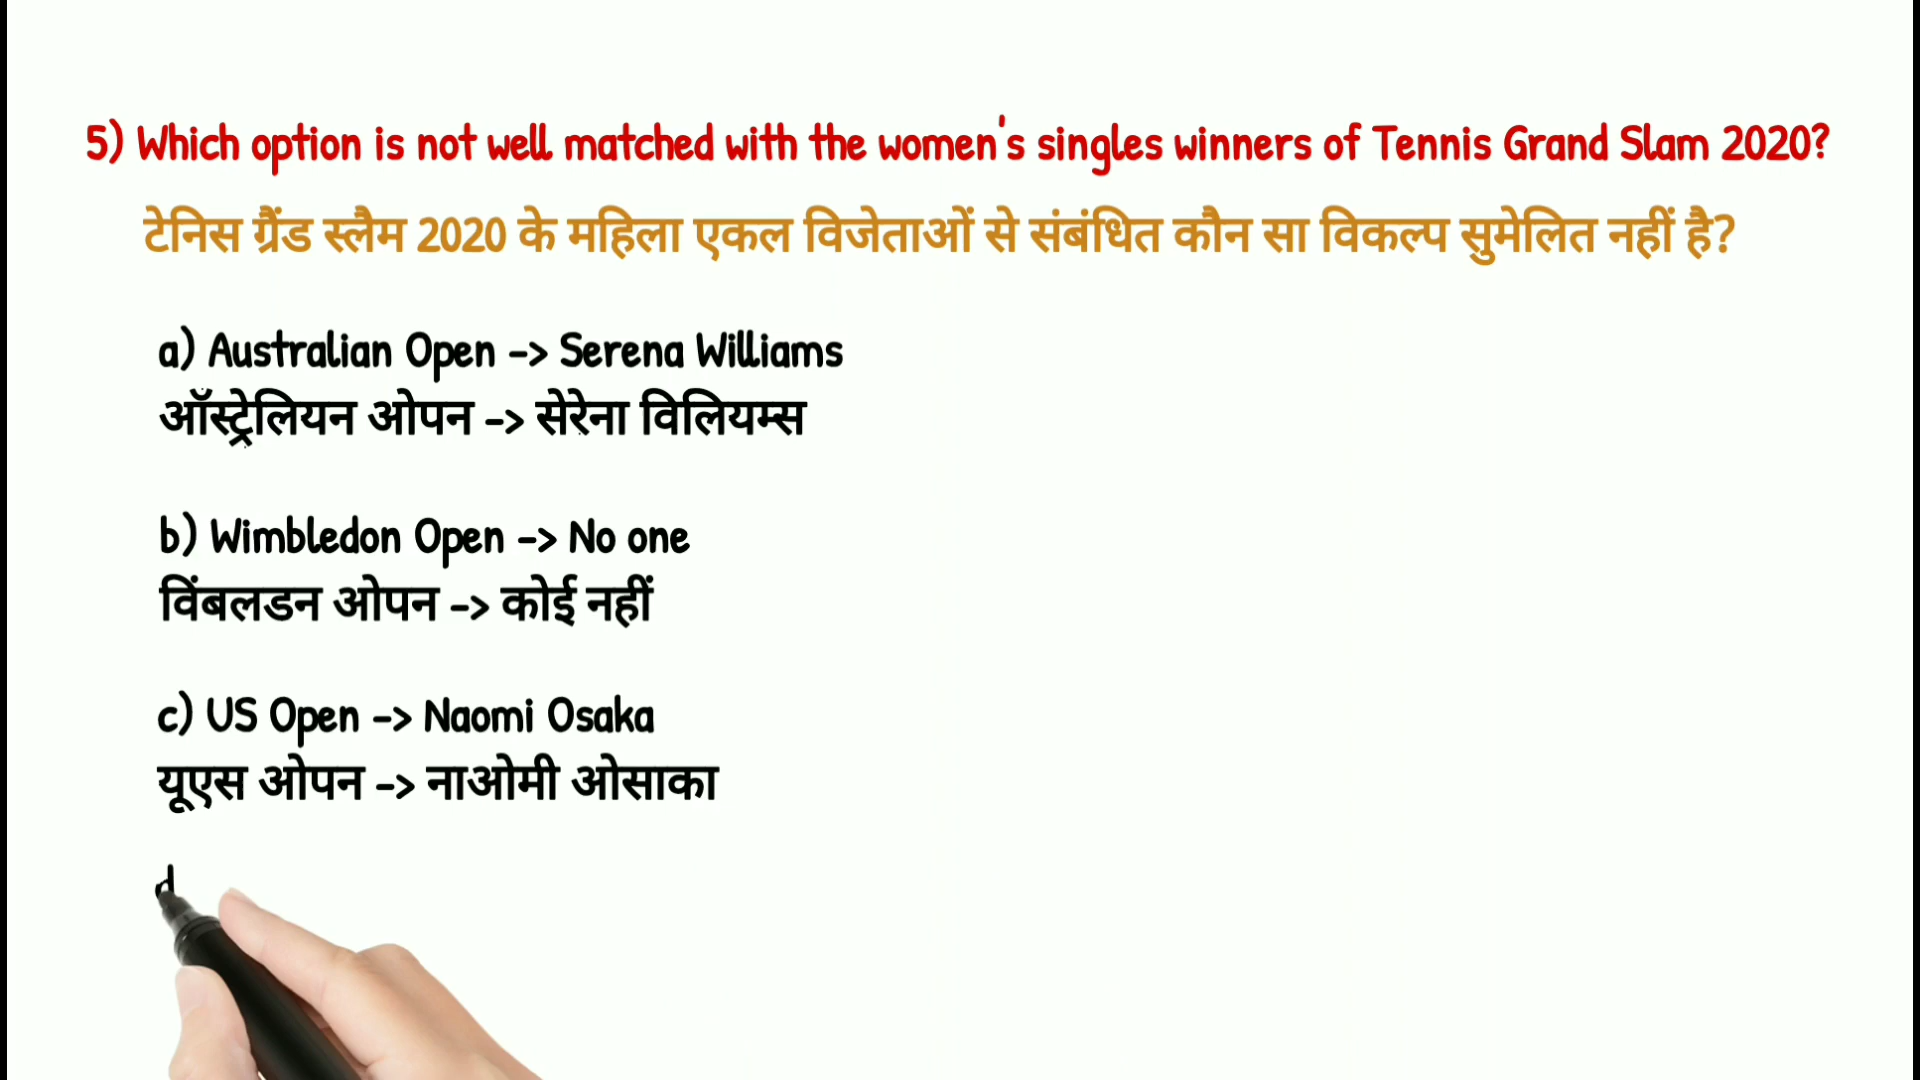 5) Which option is not well matched with the women's singles winners of Tennis Grand Slam 2020?
टेनिस ग्रैंड स्लैम 2020 के महिला एकल विजेताओं से संबंधित कौन सा विकल्प सुमेलित नहीं है?
a) Australian Open -> Serena Williams
ऑस्ट्रेलियन ओपन -> सेरेना विलियम्स
b) Wimbledon Open -> No one
विंबलडन ओपन -> कोई नहीं
c) US Open -> Naomi Osaka
यूएस ओपन -> नाओमी ओसाका
d